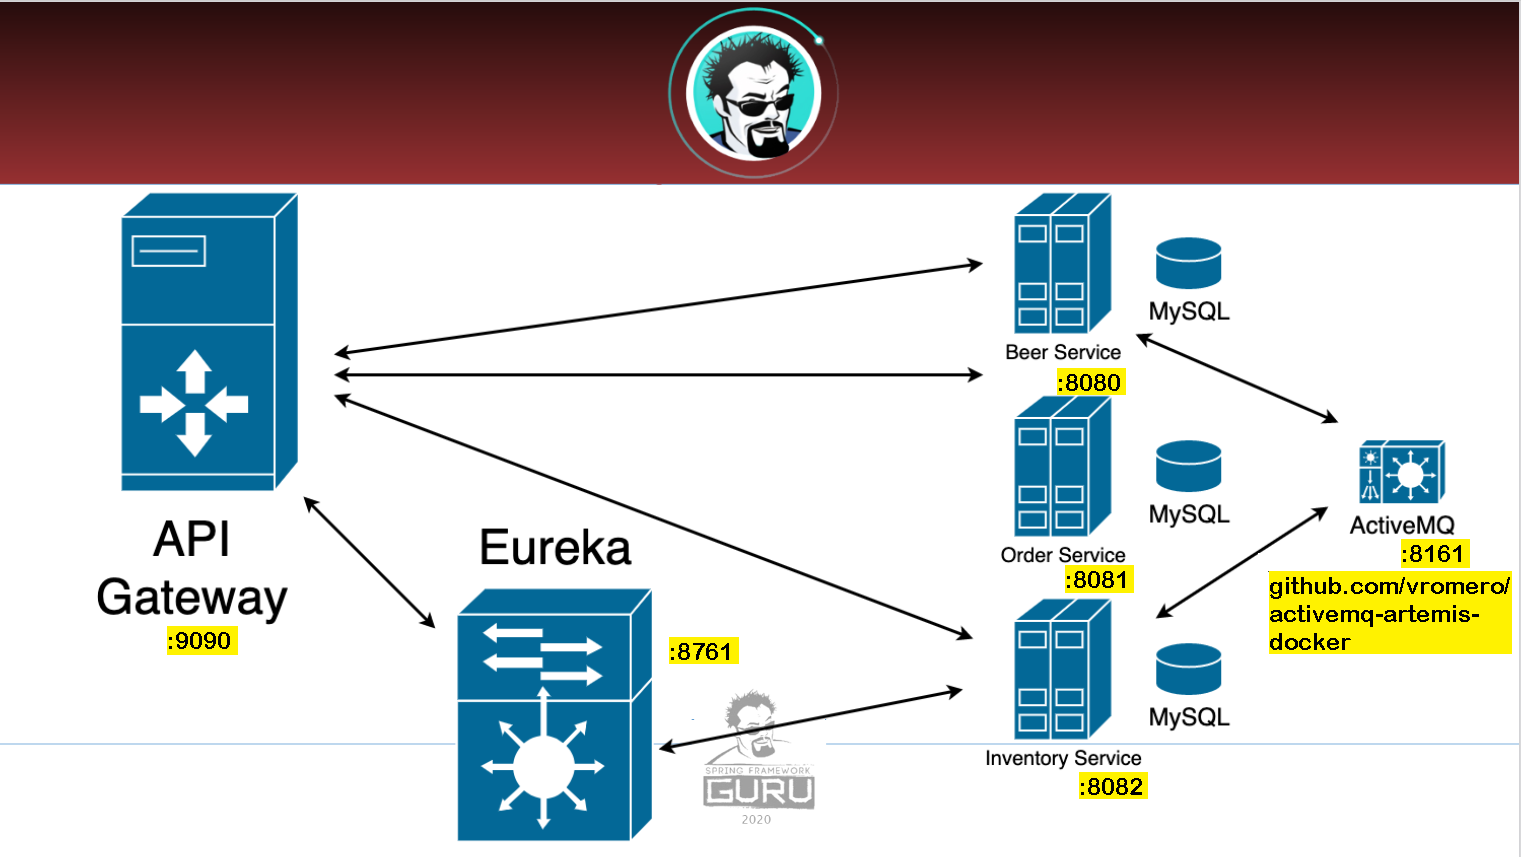 MySQL
Beer Service
:8080
MySQL
Order Service
:8081
ActiveMQ
:8161
github.com/vromero/
activemq-artemis-
docker
API
Gateway
:9090
Eureka
:8761
MySQL
Inventory Service
:8082
SPRING FRAMEWORK
GURU
2020